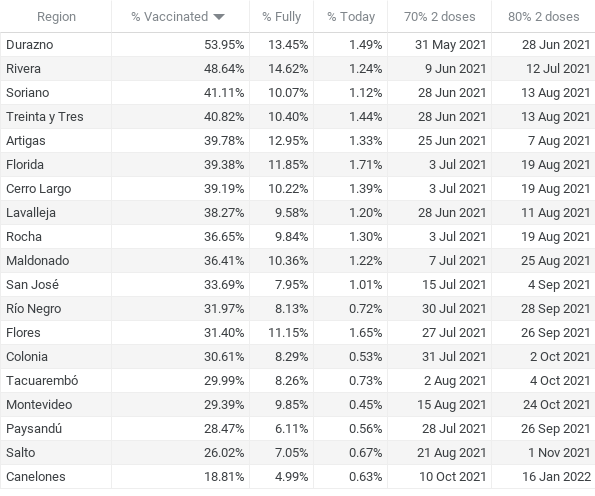 Region % Vaccinated % Fully % Today 70% 2 doses 80% 2 doses
Durazno 53.95% 13.45% 1.49% 31 May 2021 28 Jun 2021
Rivera 48.64% 14.62% 1.24% 9 Jun 2021 12 Jul 2021
Soriano 41.11% 10.07% 1.12% 28 Jun 2021 13 Aug 2021
Treinta y Tres 40.82% 10.40% 1.44% 28 Jun 2021 13 Aug 2021
Artigas 39.78% 12.95% 1.33% 25 Jun 2021 7 Aug 2021
Florida 39.38% 11.85% 1.71% 3 Jul 2021 19 Aug 2021
Cerro Largo 39.19% 10.22% 1.39% 3 Jul 2021 19 Aug 2021
Lavalleja 38.27% 9.58% 1.20% 28 Jun 2021 11 Aug 2021
Rocha 36.65% 9.84% 1.30% 3 Jul 2021 19 Aug 2021
Maldonado 36.41% 10.36% 1.22% 7 Jul 2021 25 Aug 2021
San José 33.69% 7.95% 1.01% 15 Jul 2021 4 Sep 2021
Río Negro 31.97% 8.13% 0.72% 30 Jul 2021 28 Sep 2021
Flores 31.40% 11.15% 1.65% 27 Jul 2021 26 Sep 2021
Colonia 30.61% 8.29% 0.53% 31 Jul 2021 2 Oct 2021
Tacuarembó 29.99% 8.26% 0.73% 2 Aug 2021 4 Oct 2021
Montevideo 29.39% 9.85% 0.45% 15 Aug 2021 24 Oct 2021
Paysandú 28.47% 6.11% 0.56% 28 Jul 2021 26 Sep 2021
Salto 26.02% 7.05% 0.67% 21 Aug 2021 1 Nov 2021
Canelones 18.81% 4.99% 0.63% 10 Oct 2021 16 Jan 2022